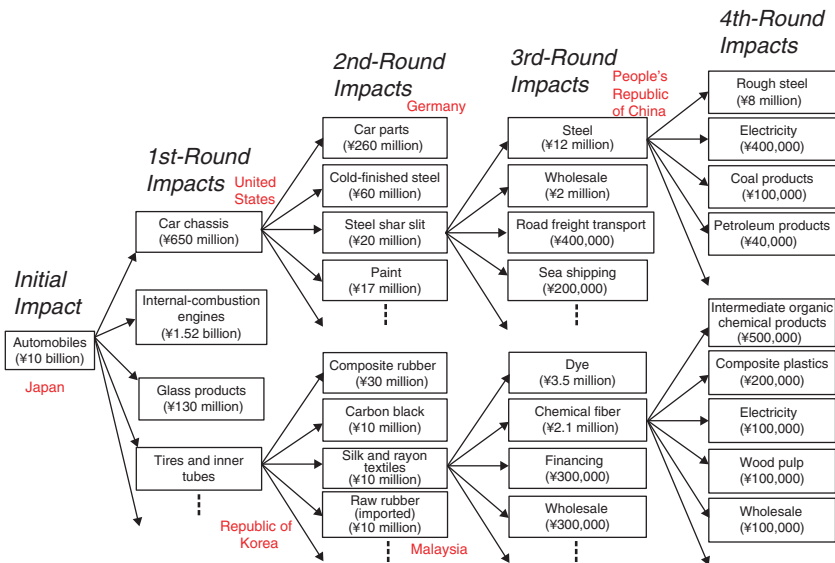 4th-Round
Impacts
2nd-Round
Impacts
3rd-Round
Impacts
People's
Republic
of China
Germany
1st-Round
Impacts
United
States
Initial
Impact
Automobiles
(¥10 billion)
Japan
Car chassis
(¥650 million)
Internal-combustion
engines
(¥1.52 billion)
Glass products
(¥130 million)
Tires and inner
tubes
Republic of
Korea
Car parts
(¥260 million)
Cold-finished steel
(¥60 million)
Steel shar slit
(¥20 million)
Paint
(¥17 million)
Composite rubber
(¥30 million)
Carbon black
(¥10 million)
Silk and rayon
textiles
(¥10 million)
Raw rubber
(imported)
(¥10 million)
Malaysia
Steel
(¥12 million)
Wholesale
(¥2 million)
Road freight transport
(¥400,000)
Sea shipping
(¥200,000)
Dye
(¥3.5 million)
Chemical fiber
(¥2.1 million)
Financing
(¥300,000)
Wholesale
(¥300,000)
Rough steel
(¥8 million)
Electricity
(¥400,000)
Coal products
(¥100,000)
Petroleum products
(¥40,000)
Intermediate organic
chemical products
(¥500,000)
Composite plastics
(¥200,000)
Electricity
(¥100,000)
Wood pulp
(¥100,000)
Wholesale
(¥100,000)